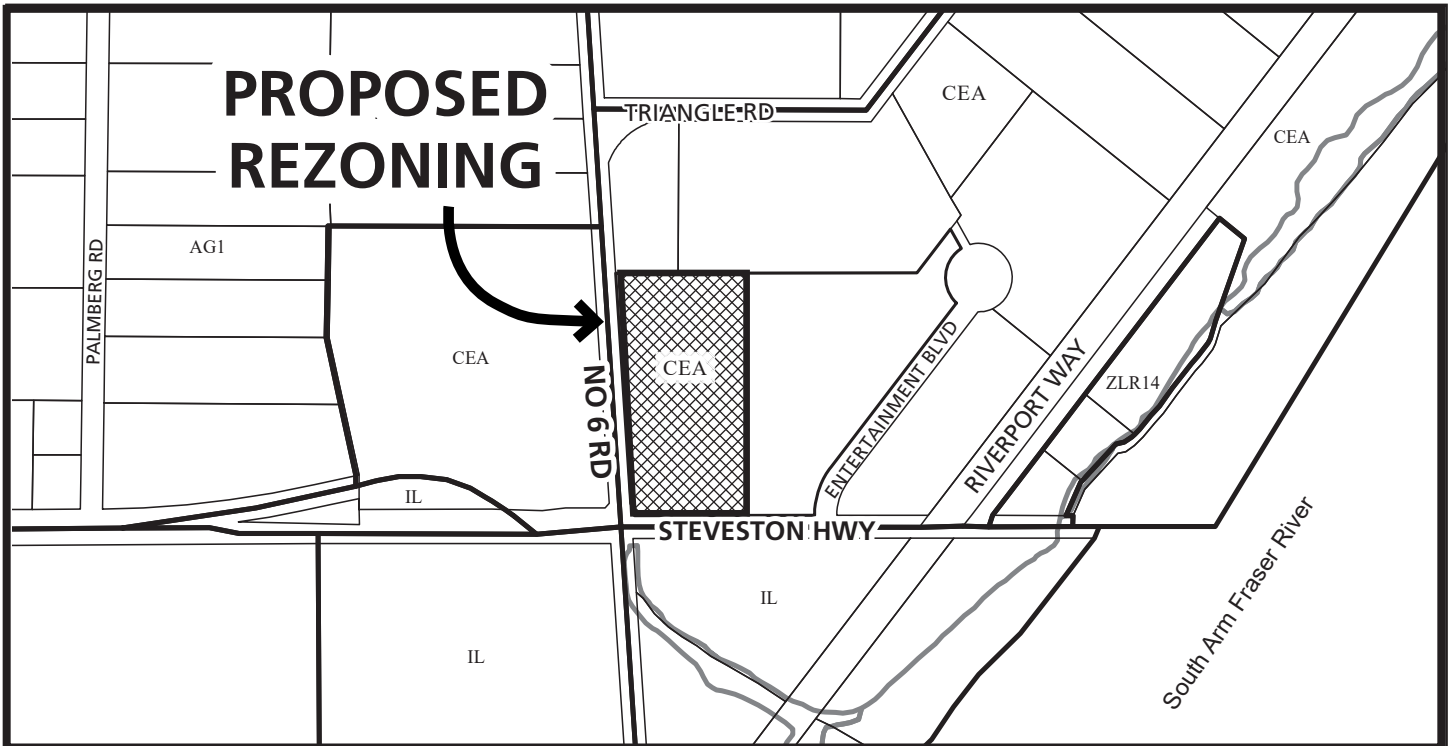 PROPOSED
REZONING
TRIANGLE RD
CEA
CEA
AG1
PALMBERG RD
CEA
CEA
NO 6 RD
ENTERTAINMENT BLVD
RIVERPORT WAY
ZLR14
IL
STEVESTON HWY
IL
IL
South Arm Fraser River